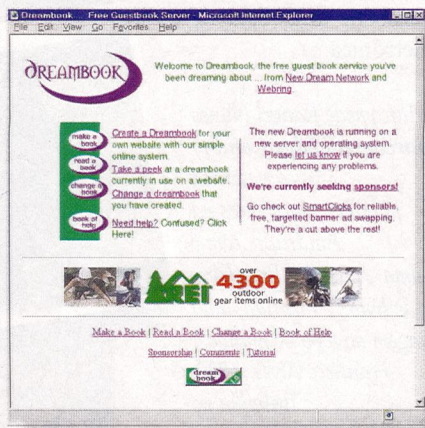 Dreambook --- Free Guestbook Server - Microsoft Internet Explorer
File Edit View Go Favorites Help
DREAMBOOK
Welcome to Dreambook, the free guest book service you've
been dreaming about ... from New Dream Network and
Webring.
make a
book
read a
book
change a
book
book of
help
Create a Dreambook for your
own website with our simple
online system.
Take a peek at a dreambook
currently in use on a website.
Change a dreambook that
you have created.
Need help? Confused? Click
Here!
The new Dreambook is running on a
new server and operating system.
Please let us know if you are
experiencing any problems.
We're currently seeking sponsors!
Go check out SmartClicks for reliable,
free, targetted banner ad swapping.
They're a cut above the rest!
REI
over
4300
outdoor
gear items online
Make a Book | Read a Book | Change a Book | Book of Help
Sponsorship | Comments | Tutorial
dream
book